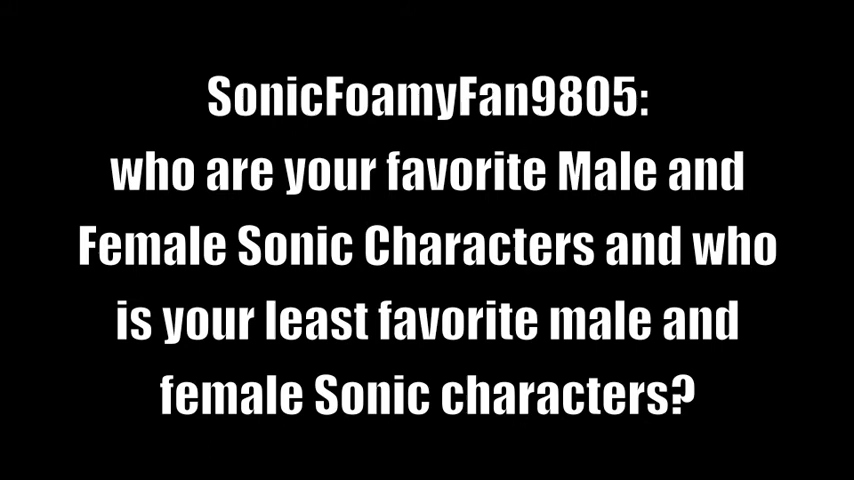 SonicFoamyFan9805:
who are your favorite Male and
Female Sonic Characters and who
is your least favorite male and
female Sonic characters?